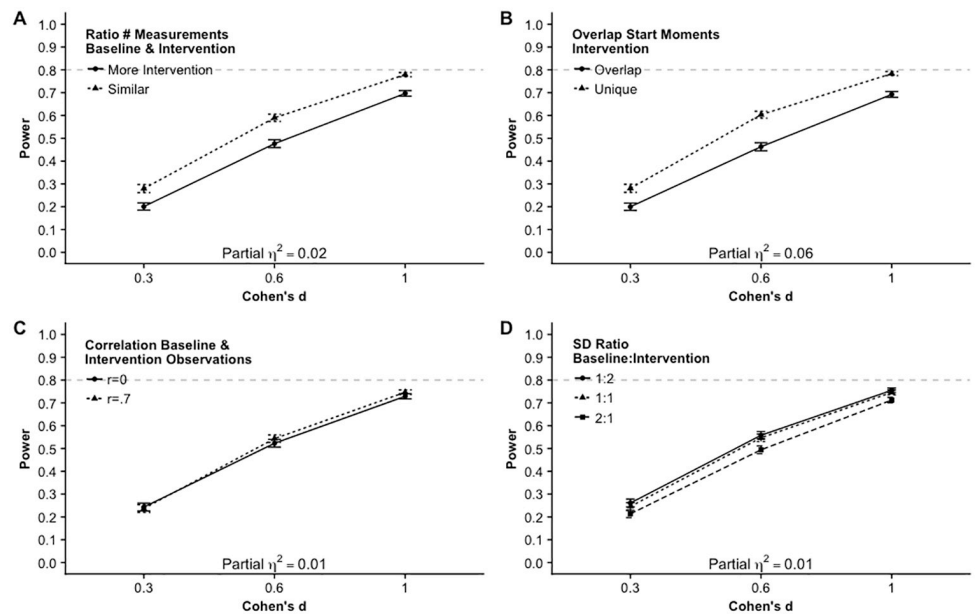 A
Ratio # Measurements
Baseline & Intervention
More Intervention
Similar
1.0
0.9
0.8
0.7
0.6
0.5
0.4
0.3
0.2
0.1
0.0
Power
Partial η² = 0.02
0.3 0.6 1
Cohen's d
B
Overlap Start Moments
Intervention
Overlap
Unique
1.0
0.9
0.8
0.7
0.6
0.5
0.4
0.3
0.2
0.1
0.0
Power
Partial η² = 0.06
0.3 0.6 1
Cohen's d
C
Correlation Baseline &
Intervention Observations
r=0
r=.7
1.0
0.9
0.8
0.7
0.6
0.5
0.4
0.3
0.2
0.1
0.0
Power
Partial η² = 0.01
0.3 0.6 1
Cohen's d
D
SD Ratio
Baseline:Intervention
1:2
1:1
2:1
1.0
0.9
0.8
0.7
0.6
0.5
0.4
0.3
0.2
0.1
0.0
Power
Partial η² = 0.01
0.3 0.6 1
Cohen's d